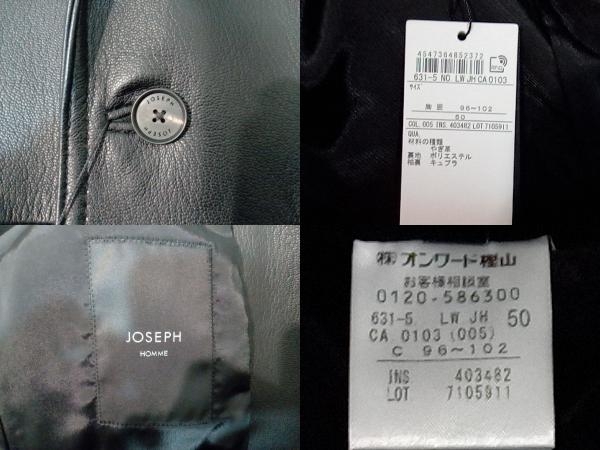 JOSEPH
JOSEPH
4547364852372
631-5 NO LW JH CA 0103
サイズ
胸囲 96~102
50
COL. 005 INS. 403482 LOT 7105911
QUA.
材料の種類
やぎ革
裏地 ポリエステル
袖裏 キュプラ
JOSEPH
HOMME
(株)オンワード樫山
お客様相談室
0120-586300
631-5 LW JH 50
CA 0103 (005)
C 96~102
INS 403482
LOT 7105911